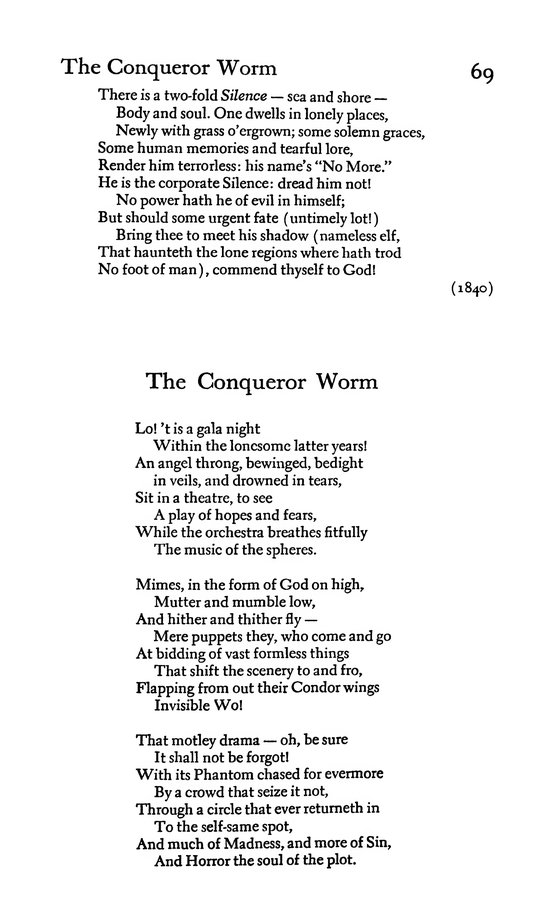 The Conqueror Worm 69
There is a two-fold Silence — sea and shore —
Body and soul. One dwells in lonely places,
Newly with grass o'ergrown; some solemn graces,
Some human memories and tearful lore,
Render him terrorless: his name's “No More.”
He is the corporate Silence: dread him not!
No power hath he of evil in himself;
But should some urgent fate (untimely lot!)
Bring thee to meet his shadow (nameless elf,
That haunteth the lone regions where hath trod
No foot of man), commend thyself to God!
(1840)
The Conqueror Worm
Lo! 't is a gala night
Within the lonesome latter years!
An angel throng, bewinged, bedight
in veils, and drowned in tears,
Sit in a theatre, to see
A play of hopes and fears,
While the orchestra breathes fitfully
The music of the spheres.
Mimes, in the form of God on high,
Mutter and mumble low,
And hither and thither fly —
Mere puppets they, who come and go
At bidding of vast formless things
That shift the scenery to and fro,
Flapping from out their Condor wings
Invisible Wo!
That motley drama — oh, be sure
It shall not be forgot!
With its Phantom chased for evermore
By a crowd that seize it not,
Through a circle that ever returneth in
To the self-same spot,
And much of Madness, and more of Sin,
And Horror the soul of the plot.